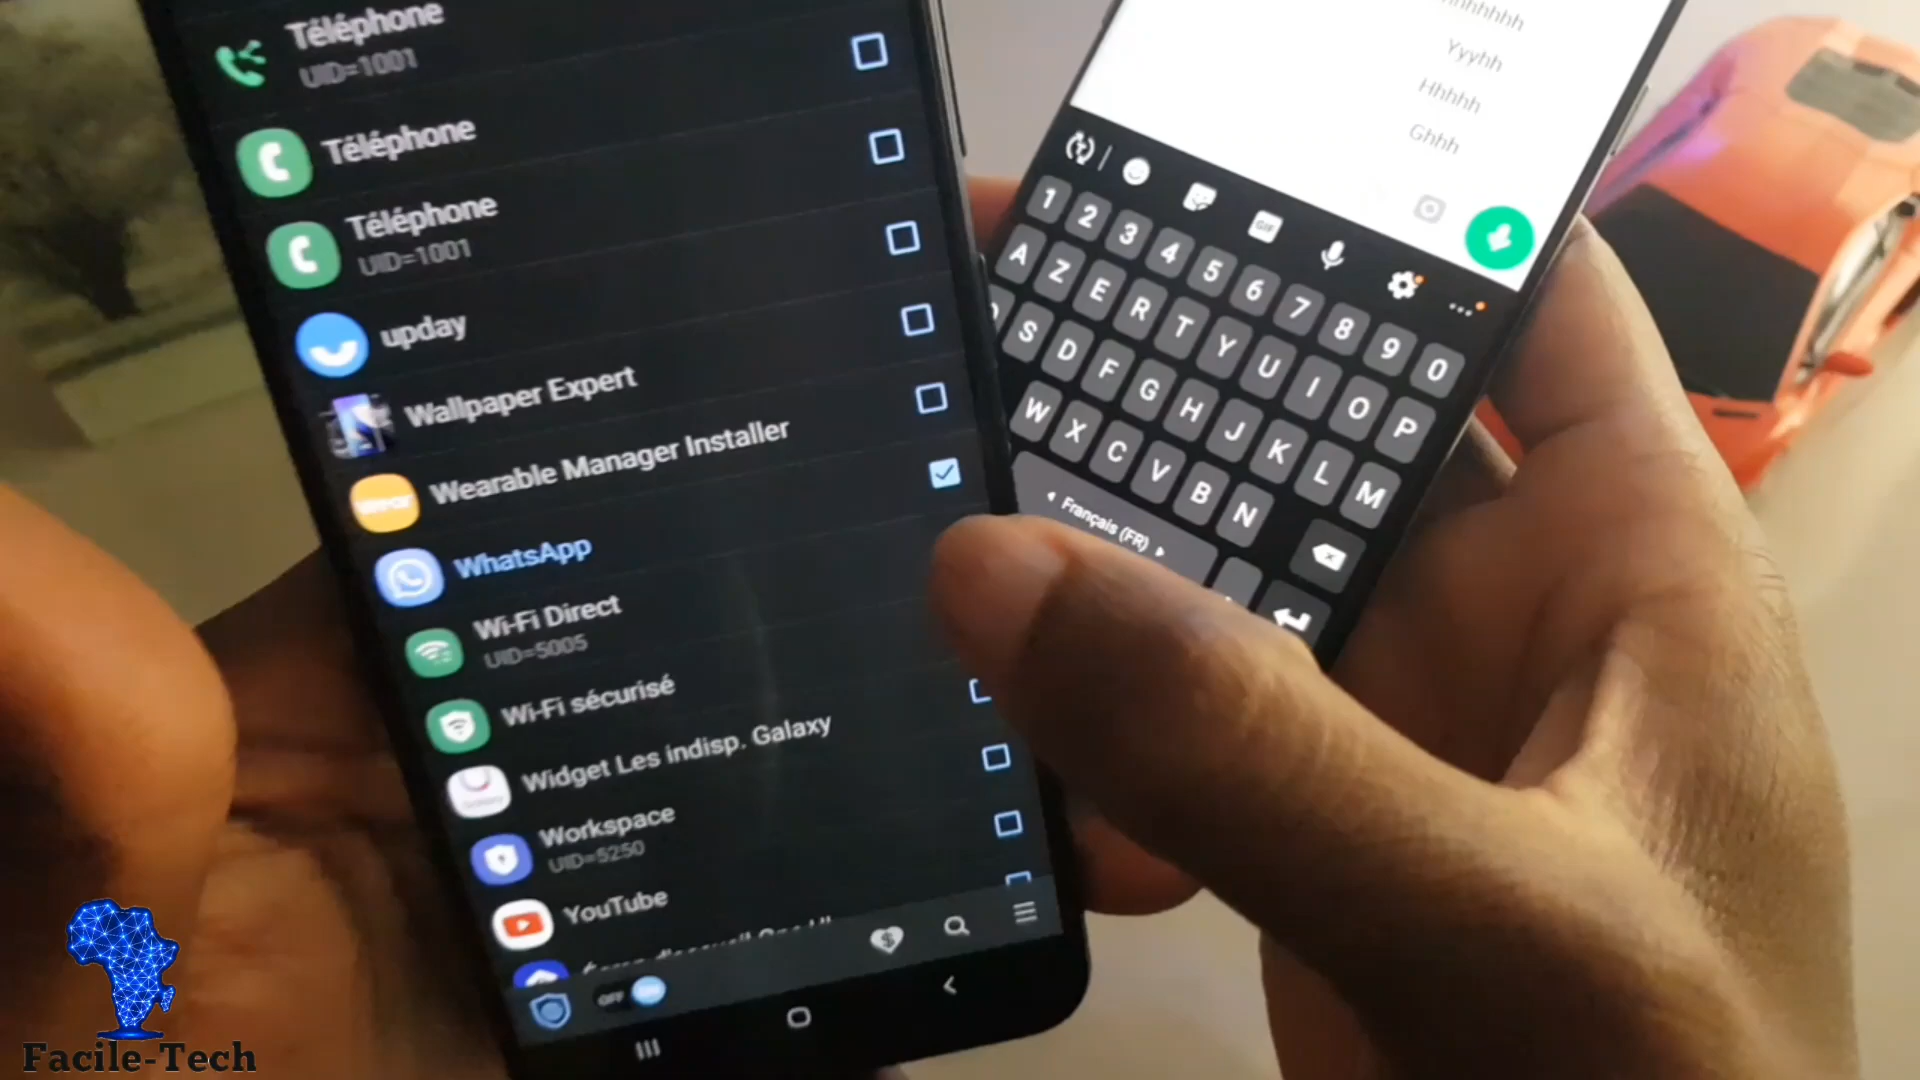 Téléphone
UID=1001
Téléphone
Téléphone
UID=1001
upday
Wallpaper Expert
Wearable Manager Installer
WhatsApp
Wi-Fi Direct
UID=5005
Wi-Fi sécurisé
Widget Les indisp. Galaxy
Workspace
UID=5250
YouTube
OFF
Yyyhh
Hhhhh
Ghhh
GIF
1 2 3 4 5 6 7 8 9 0
A Z E R T Y U I O P
S D F G H J K L M
W X C V B N
Français (FR)
Facile-Tech